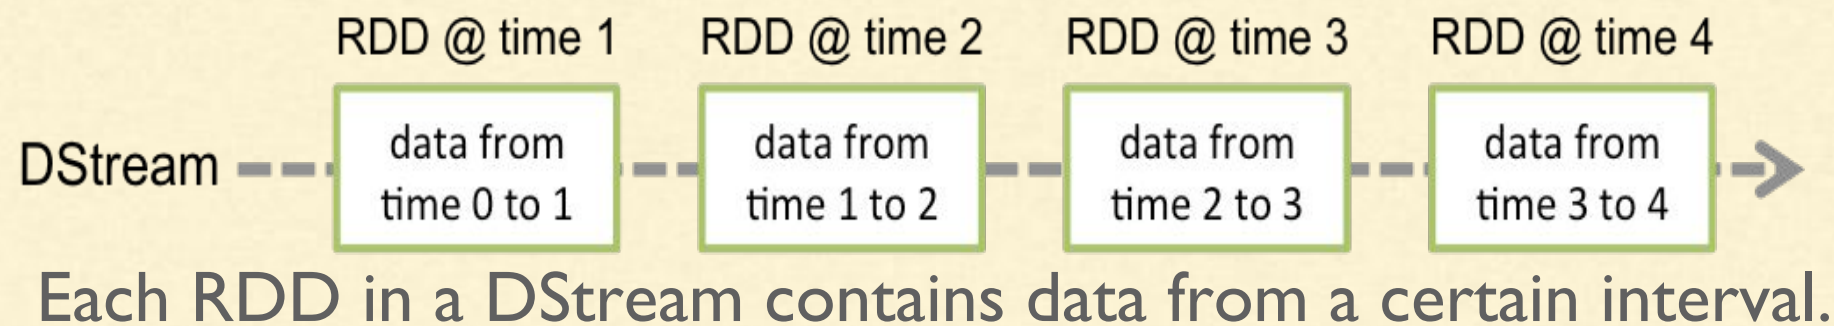 RDD @ time 1 RDD @ time 2 RDD @ time 3 RDD @ time 4
DStream
data from
time 0 to 1
data from
time 1 to 2
data from
time 2 to 3
data from
time 3 to 4
Each RDD in a DStream contains data from a certain interval.